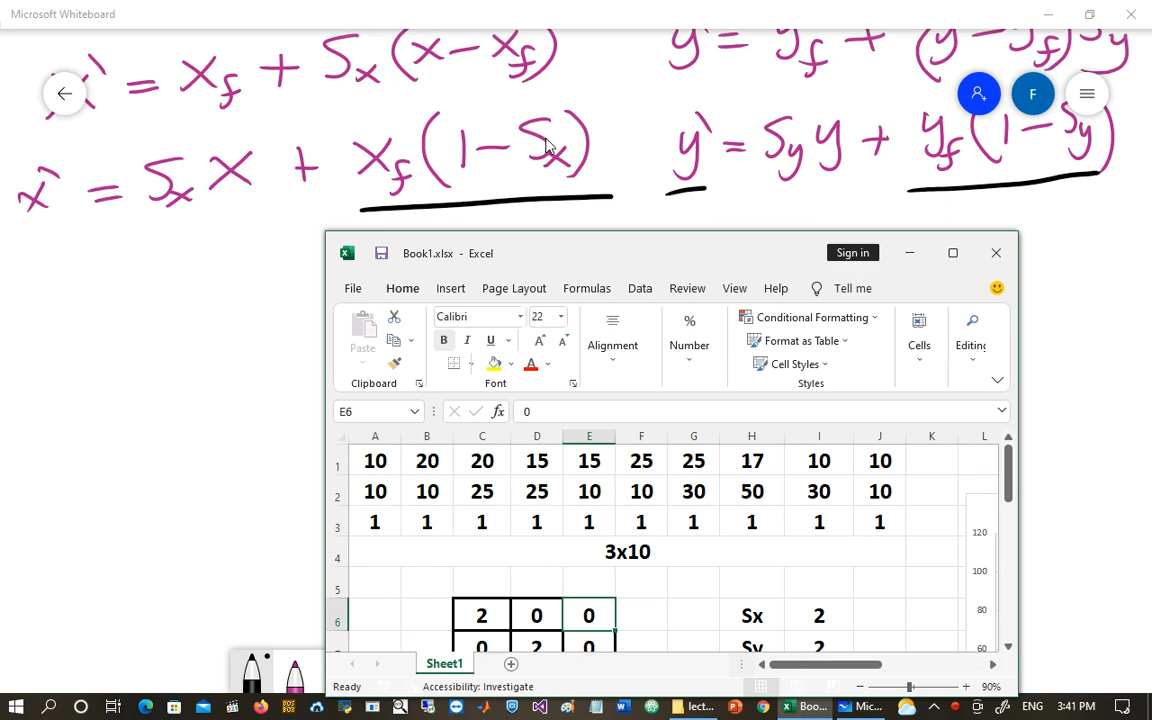 Microsoft Whiteboard
x` = xf + Sx (x - xf)
y` = yf + (y - yf) Sy
F
x` = Sx x + xf (1 - Sx)
y` = Sy y + yf (1 - Sy)
Book1.xlsx - Excel
Sign in
File Home Insert Page Layout Formulas Data Review View Help Tell me
Calibri 22
B I U
Paste
Clipboard
Font
Alignment
% Number
Conditional Formatting
Format as Table
Cell Styles
Styles
Cells
Editing
E6 fx 0
A B C D E F G H I J K L
1 10 20 20 15 15 25 25 17 10 10
2 10 10 25 25 10 10 30 50 30 10
3 1 1 1 1 1 1 1 1 1 1
4 3x10
120
100
5
6 2 0 0 Sx 2
80
0 2 0 Sy 2
60
Sheet1
Ready Accessibility: Investigate 90%
lect... Boo... Mic... ENG 3:41 PM